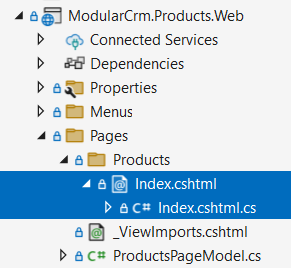 ModularCrm.Products.Web
Connected Services
Dependencies
Properties
Menus
Pages
Products
Index.cshtml
C# Index.cshtml.cs
_ViewImports.cshtml
C# ProductsPageModel.cs